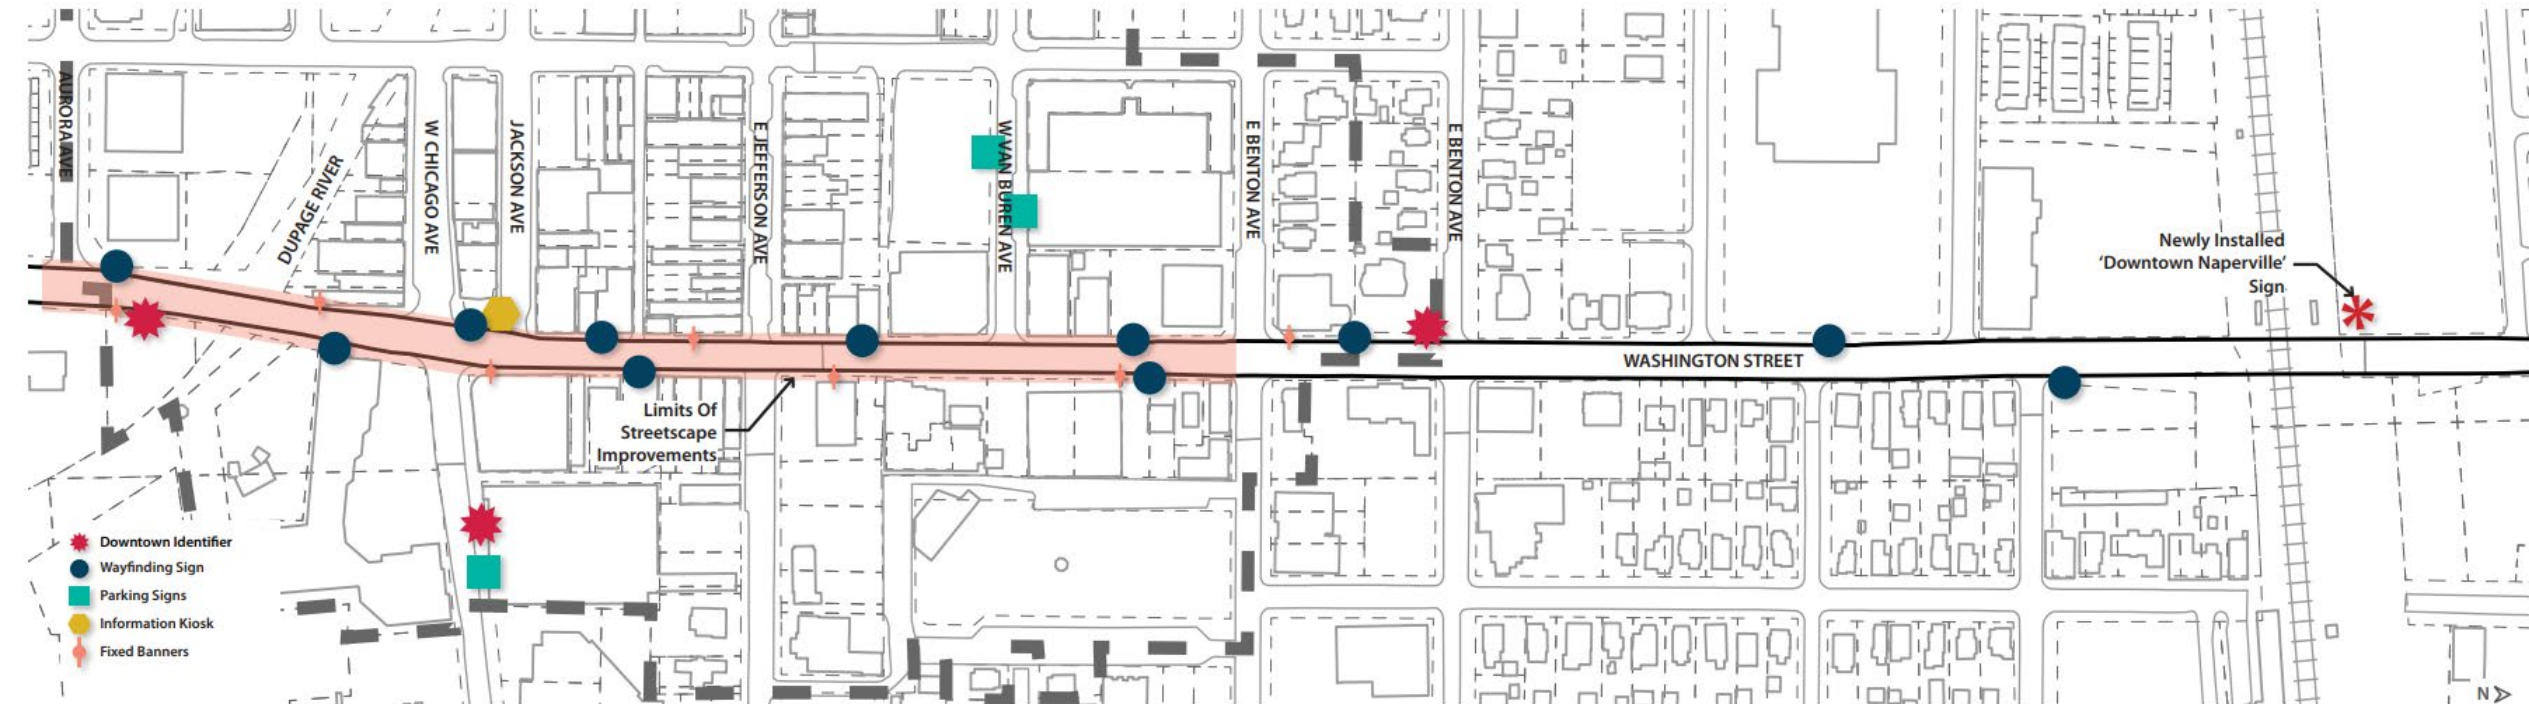 AURORA AVE
DUPAGE RIVER
W CHICAGO AVE
JACKSON AVE
E JEFFERSON AVE
W VAN BUREN AVE
E BENTON AVE
E BENTON AVE
Newly Installed
'Downtown Naperville'
Sign
WASHINGTON STREET
Limits Of
Streetscape
Improvements
Downtown Identifier
Wayfinding Sign
Parking Signs
Information Kiosk
Fixed Banners
N